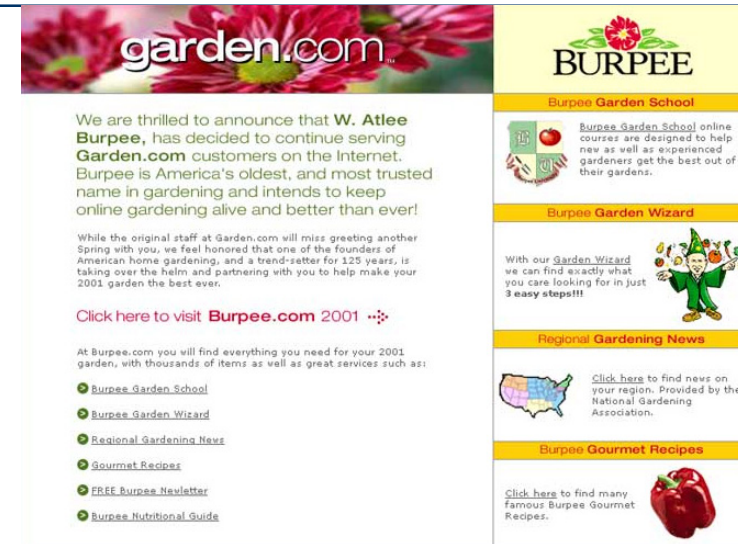 garden.com™
We are thrilled to announce that W. Atlee
Burpee, has decided to continue serving
Garden.com customers on the Internet.
Burpee is America's oldest, and most trusted
name in gardening and intends to keep
online gardening alive and better than ever!
While the original staff at Garden.com will miss greeting another
Spring with you, we feel honored that one of the founders of
American home gardening, and a trend-setter for 125 years, is
taking over the helm and partnering with you to help make your
2001 garden the best ever.
Click here to visit Burpee.com 2001
At Burpee.com you will find everything you need for your 2001
garden, with thousands of items as well as great services such as:
Burpee Garden School
Burpee Garden Wizard
Regional Gardening News
Gourmet Recipes
FREE Burpee Newletter
Burpee Nutritional Guide
BURPEE
Burpee Garden School
Burpee Garden School online
courses are designed to help
new as well as experienced
gardeners get the best out of
their gardens.
Burpee Garden Wizard
With our Garden Wizard
we can find exactly what
you care looking for in just
3 easy steps!!!
Regional Gardening News
Click here to find news on
your region. Provided by the
National Gardening
Association.
Burpee Gourmet Recipes
Click here to find many
famous Burpee Gourmet
Recipes.